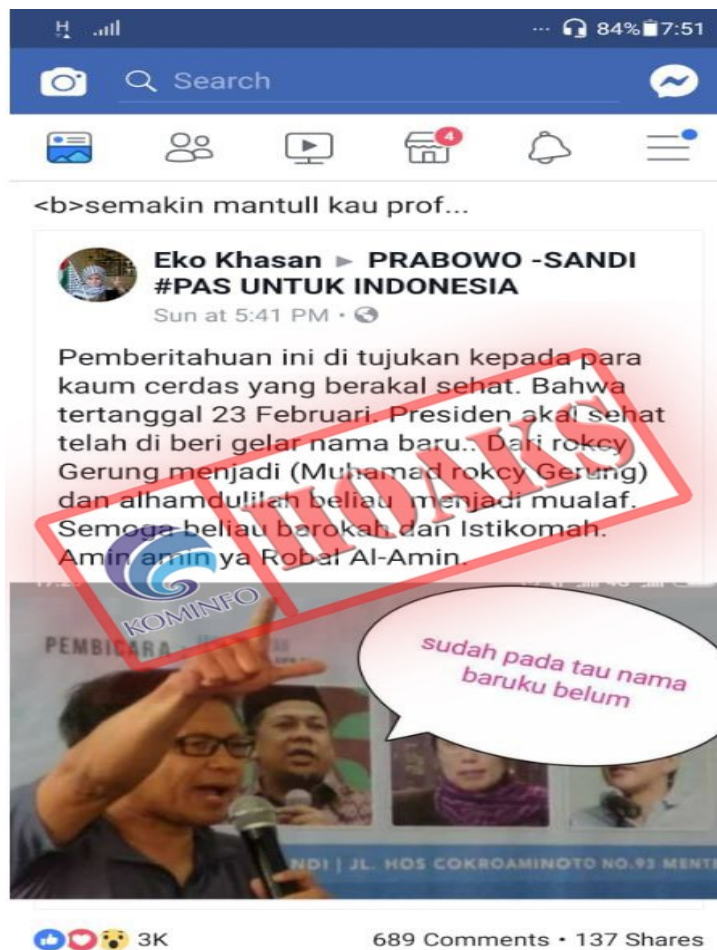 H
... 84% 7:51
Search
4
<b>semakin mantull kau prof...
Eko Khasan ▶ PRABOWO -SANDI
#PAS UNTUK INDONESIA
Sun at 5:41 PM •
Pemberitahuan ini di tujukan kepada para
kaum cerdas yang berakal sehat. Bahwa
tertanggal 23 Februari. Presiden akal sehat
telah di beri gelar nama baru.. Dari rokcy
Gerung menjadi (Muhamad rokcy Gerung)
dan alhamdulilah beliau menjadi mualaf.
Semoga beliau barokah dan Istikomah.
Amin amin ya Robal Al-Amin.
HOAKS
KOMINFO
PEMBICARA
sudah pada tau nama
baruku belum
NDI | JL. HOS COKROAMINOTO NO.93 MENTE
3K
689 Comments • 137 Shares